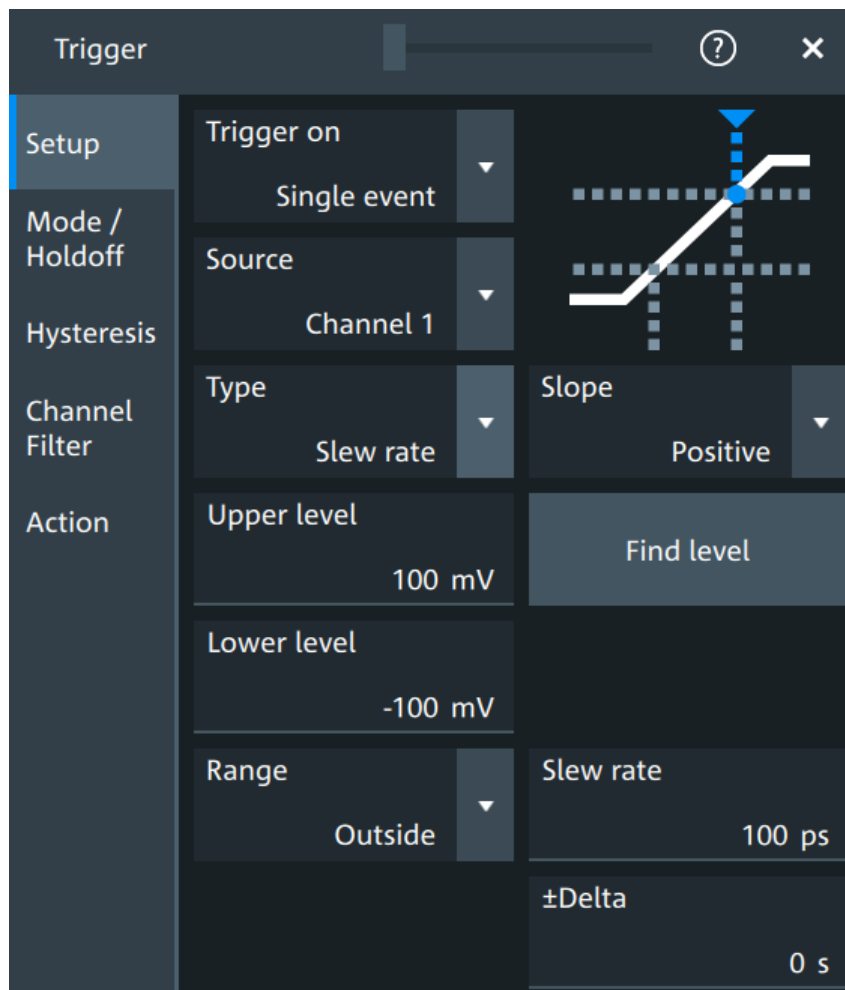 Trigger
?
Setup
Mode /
Holdoff
Hysteresis
Channel
Filter
Action
Trigger on
Single event
Source
Channel 1
Type
Slew rate
Slope
Positive
Upper level
100 mV
Find level
Lower level
-100 mV
Range
Outside
Slew rate
100 ps
±Delta
0 s